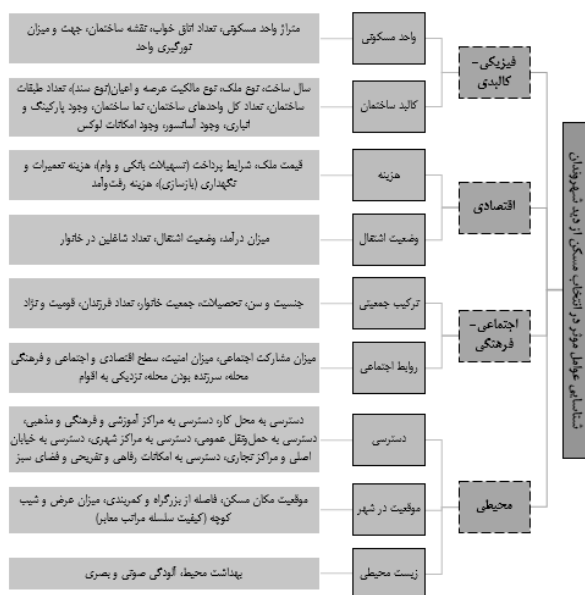 شناسایی عوامل موثر در انتخاب مسکن از دید شهروندان
فیزیکی-
کالبدی
واحد مسکونی
متراژ واحد مسکونی، تعداد اتاق خواب، نقشه ساختمان، جهت و میزان
نورگیری واحد
کالبد ساختمان
سال ساخت، نوع ملک، نوع مالکیت عرصه و اعیان(نوع سند)، تعداد طبقات
ساختمان، تعداد کل واحدهای ساختمان، نما ساختمان، وجود پارکینگ و
انباری، وجود آسانسور، وجود امکانات لوکس
اقتصادی
هزینه
قیمت ملک، شرایط پرداخت (تسهیلات بانکی و وام)، هزینه تعمیرات و
نگهداری (بازسازی)، هزینه رفت‌وآمد
وضعیت اشتغال
میزان درآمد، وضعیت اشتغال، تعداد شاغلین در خانوار
اجتماعی-
فرهنگی
ترکیب جمعیتی
جنسیت و سن، تحصیلات، جمعیت خانوار، تعداد فرزندان، قومیت و نژاد
روابط اجتماعی
میزان مشارکت اجتماعی، میزان امنیت، سطح اقتصادی و اجتماعی و فرهنگی
محله، سرزنده بودن محله، نزدیکی به اقوام
محیطی
دسترسی
دسترسی به محل کار، دسترسی به مراکز آموزشی و فرهنگی و مذهبی،
دسترسی به حمل‌ونقل عمومی، دسترسی به مراکز شهری، دسترسی به خیابان
اصلی و مراکز تجاری، دسترسی به امکانات رفاهی و تفریحی و فضای سبز
موقعیت در شهر
موقعیت مکان مسکن، فاصله از بزرگراه و کمربندی، میزان عرض و شیب
کوچه (کیفیت سلسله مراتب معابر)
زیست محیطی
بهداشت محیط، آلودگی صوتی و بصری